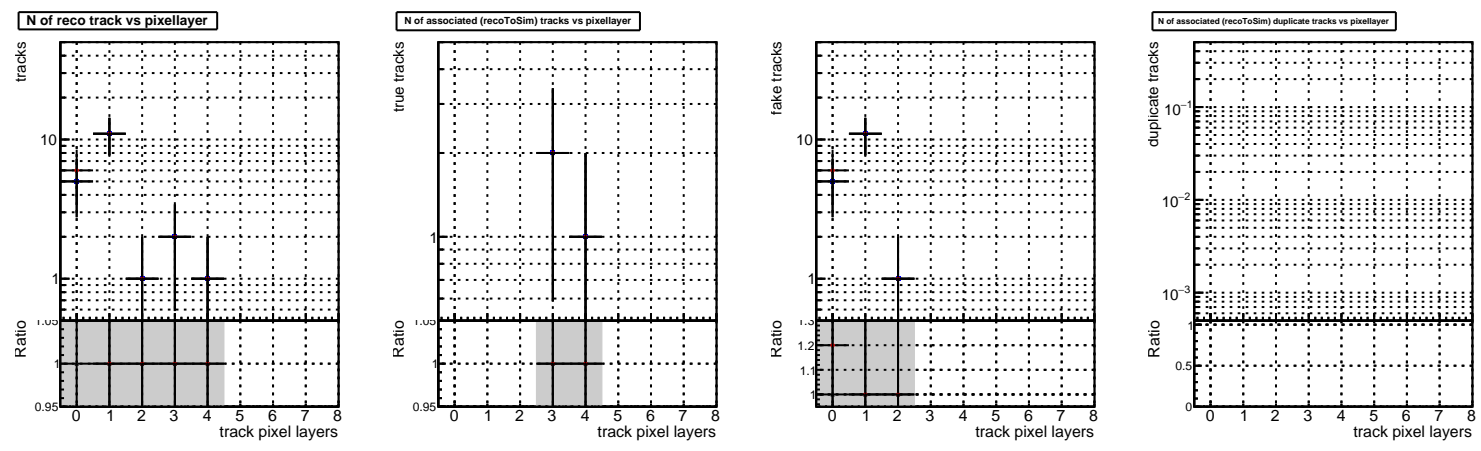 N of reco track vs pixellayer
tracks
10
1
Ratio
1.05
1
0.95
0 1 2 3 4 5 6 7 8
track pixel layers
N of associated (recoToSim) tracks vs pixellayer
true tracks
1
Ratio
1.05
1
0.95
0 1 2 3 4 5 6 7 8
track pixel layers
fake tracks
10
1
Ratio
1.3
1.2
1.1
1
0 1 2 3 4 5 6 7 8
track pixel layers
N of associated (recoToSim) duplicate tracks vs pixellayer
duplicate tracks
10⁻¹
10⁻²
10⁻³
Ratio
1
0.5
0
0 1 2 3 4 5 6 7 8
track pixel layers